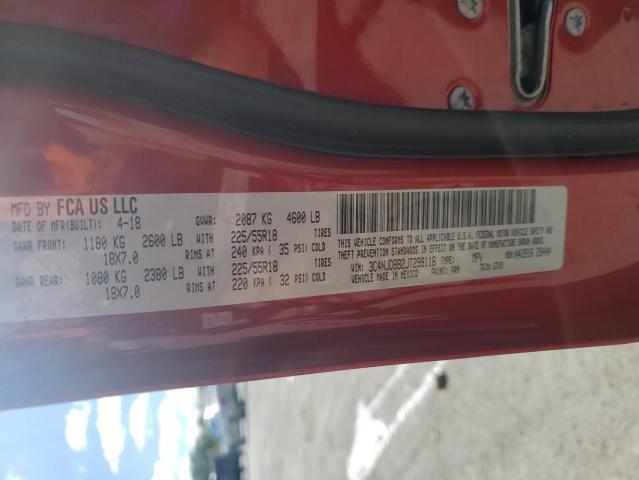 MFD BY FCA US LLC
DATE OF MFR(BUILT): 4-18 GVWR: 2087 KG 4600 LB
GAWR FRONT: 1180 KG 2600 LB WITH 225/55R18 TIRES
18X7.0 RIMS AT 240 KPA ( 35 PSI) COLD
GAWR REAR: 1080 KG 2380 LB WITH 225/55R18 TIRES
18X7.0 RIMS AT 220 KPA ( 32 PSI) COLD
THIS VEHICLE CONFORMS TO ALL APPLICABLE U.S.A. FEDERAL MOTOR VEHICLE SAFETY, BUMPER AND
THEFT PREVENTION STANDARDS IN EFFECT ON THE DATE OF MANUFACTURE SHOWN ABOVE.
VIN: 3C4NJDBB2JT299116 TYPE: MPV
VEHICLE MADE IN MEXICO PAINT: PRM TRIM: